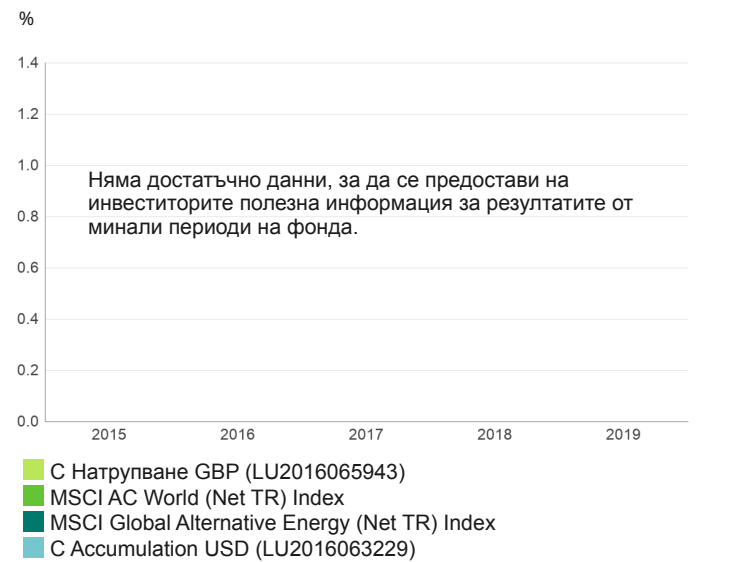 %
1.4
1.2
1.0
Няма достатъчно данни, за да се предостави на
инвеститорите полезна информация за резултатите от
минали периоди на фонда.
0.8
0.6
0.4
0.2
0.0
2015 2016 2017 2018 2019
С Натрупване GBP (LU2016065943)
MSCI AC World (Net TR) Index
MSCI Global Alternative Energy (Net TR) Index
C Accumulation USD (LU2016063229)